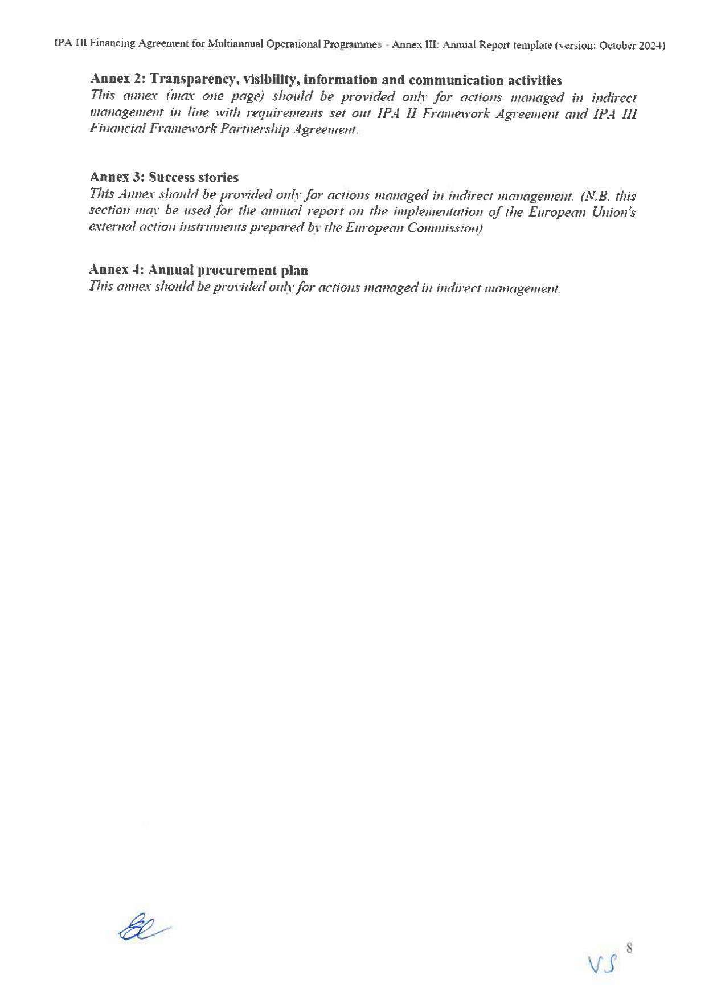 IPA III Financing Agreement for Multiannual Operational Programmes - Annex III: Annual Report template (version: October 2024)
Annex 2: Transparency, visibility, information and communication activities
This annex (max one page) should be provided only for actions managed in indirect
management in line with requirements set out IPA II Framework Agreement and IPA III
Financial Framework Partnership Agreement.
Annex 3: Success stories
This Annex should be provided only for actions managed in indirect management. (N.B. this
section may be used for the annual report on the implementation of the European Union's
external action instruments prepared by the European Commission)
Annex 4: Annual procurement plan
This annex should be provided only for actions managed in indirect management.
8
VS